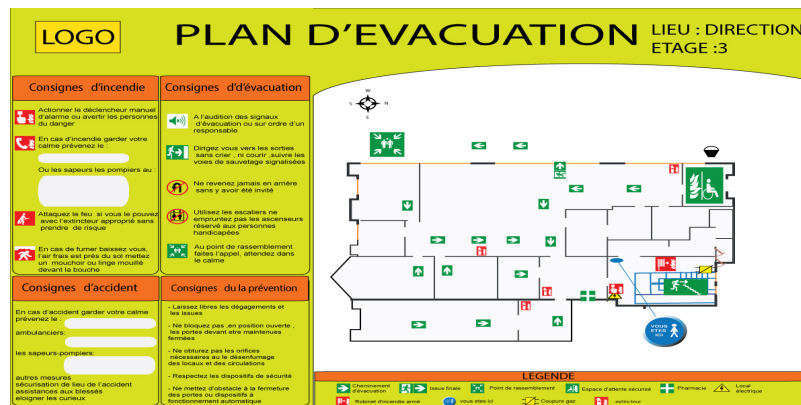 LOGO
PLAN D'EVACUATION
LIEU : DIRECTION
ETAGE :3
Consignes d'incendie
Actionner le déclencheur manuel
d'alarme ou avertir les personnes
du danger
En cas d'incendie garder votre
calme prévenez le :
Ou les sapeurs les pompiers au :
Attaquez le feu si vous le pouvez
avec l'extincteur approprié sans
prendre de risque
En cas de fumer baissez vous,
l'air frais est prés du sol mettez
un mouchoir ou linge mouillé
devant la bouche
Consignes d'd'évacuation
A l'audition des signaux
d'évacuation ou sur ordre d'un
responsable
Dirigez vous vers les sorties
sans crier , ni courir ,suivre les
voies de sauvetage signalisées
Ne revenez jamais en arrière
sans y avoir été invité
Utilisez les escaliers ne
empruntez pas les ascenseurs
réservé aux personnes
handicapées
Au point de rassemblement
faites l'appel, attendez dans
le calme
Consignes d'accident
En cas d'accident garder votre calme
prévenez le :
ambulanciers:
les sapeurs-pompiers:
autres mesures
sécurisation de lieu de l'accident
assistances aux blessés
eloigner les curieux
Consignes du la prévention
- Laissez libres les dégagements et
les issues
- Ne bloquez pas ,en position ouverte ,
les portes devant etre maintenues
fermées
- Ne obturez pas les orifices
nécessaires au le desenfumage
des locaux et des circulations
- Respectez les dispositifs de sécurité
- Ne mettez d'obstacle à la fermeture
des portes ou dispositifs à
fonctionnement automatique
W
N
S
E
VOUS
ETES
ICI
LEGENDE
Cheminement
d'évacuation
Issue finale
Point de rassemblement
Espace d'attente sécurisé
Pharmacie
Local
électrique
Robinet d'incendie armé
vous etes ici
Coupure gaz
extincteur